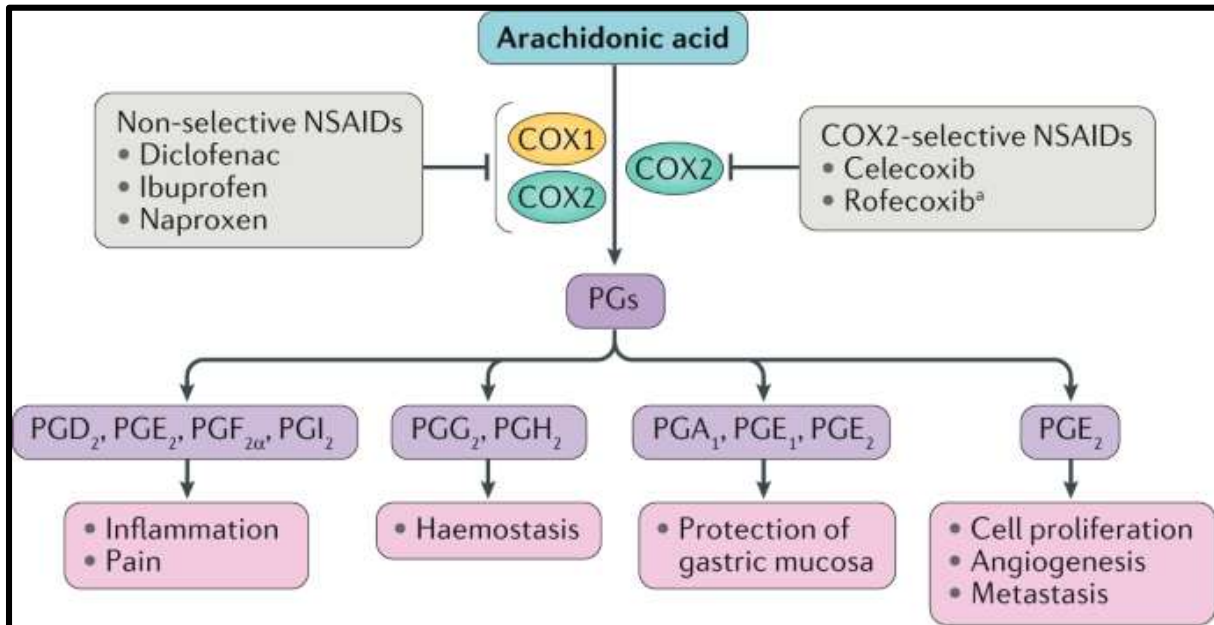 Arachidonic acid
Non-selective NSAIDs
• Diclofenac
• Ibuprofen
• Naproxen
COX1
COX2
COX2
COX2-selective NSAIDs
• Celecoxib
• Rofecoxibᵃ
PGs
PGD₂, PGE₂, PGF₂α, PGI₂
PGG₂, PGH₂
PGA₁, PGE₁, PGE₂
PGE₂
• Inflammation
• Pain
• Haemostasis
• Protection of
gastric mucosa
• Cell proliferation
• Angiogenesis
• Metastasis